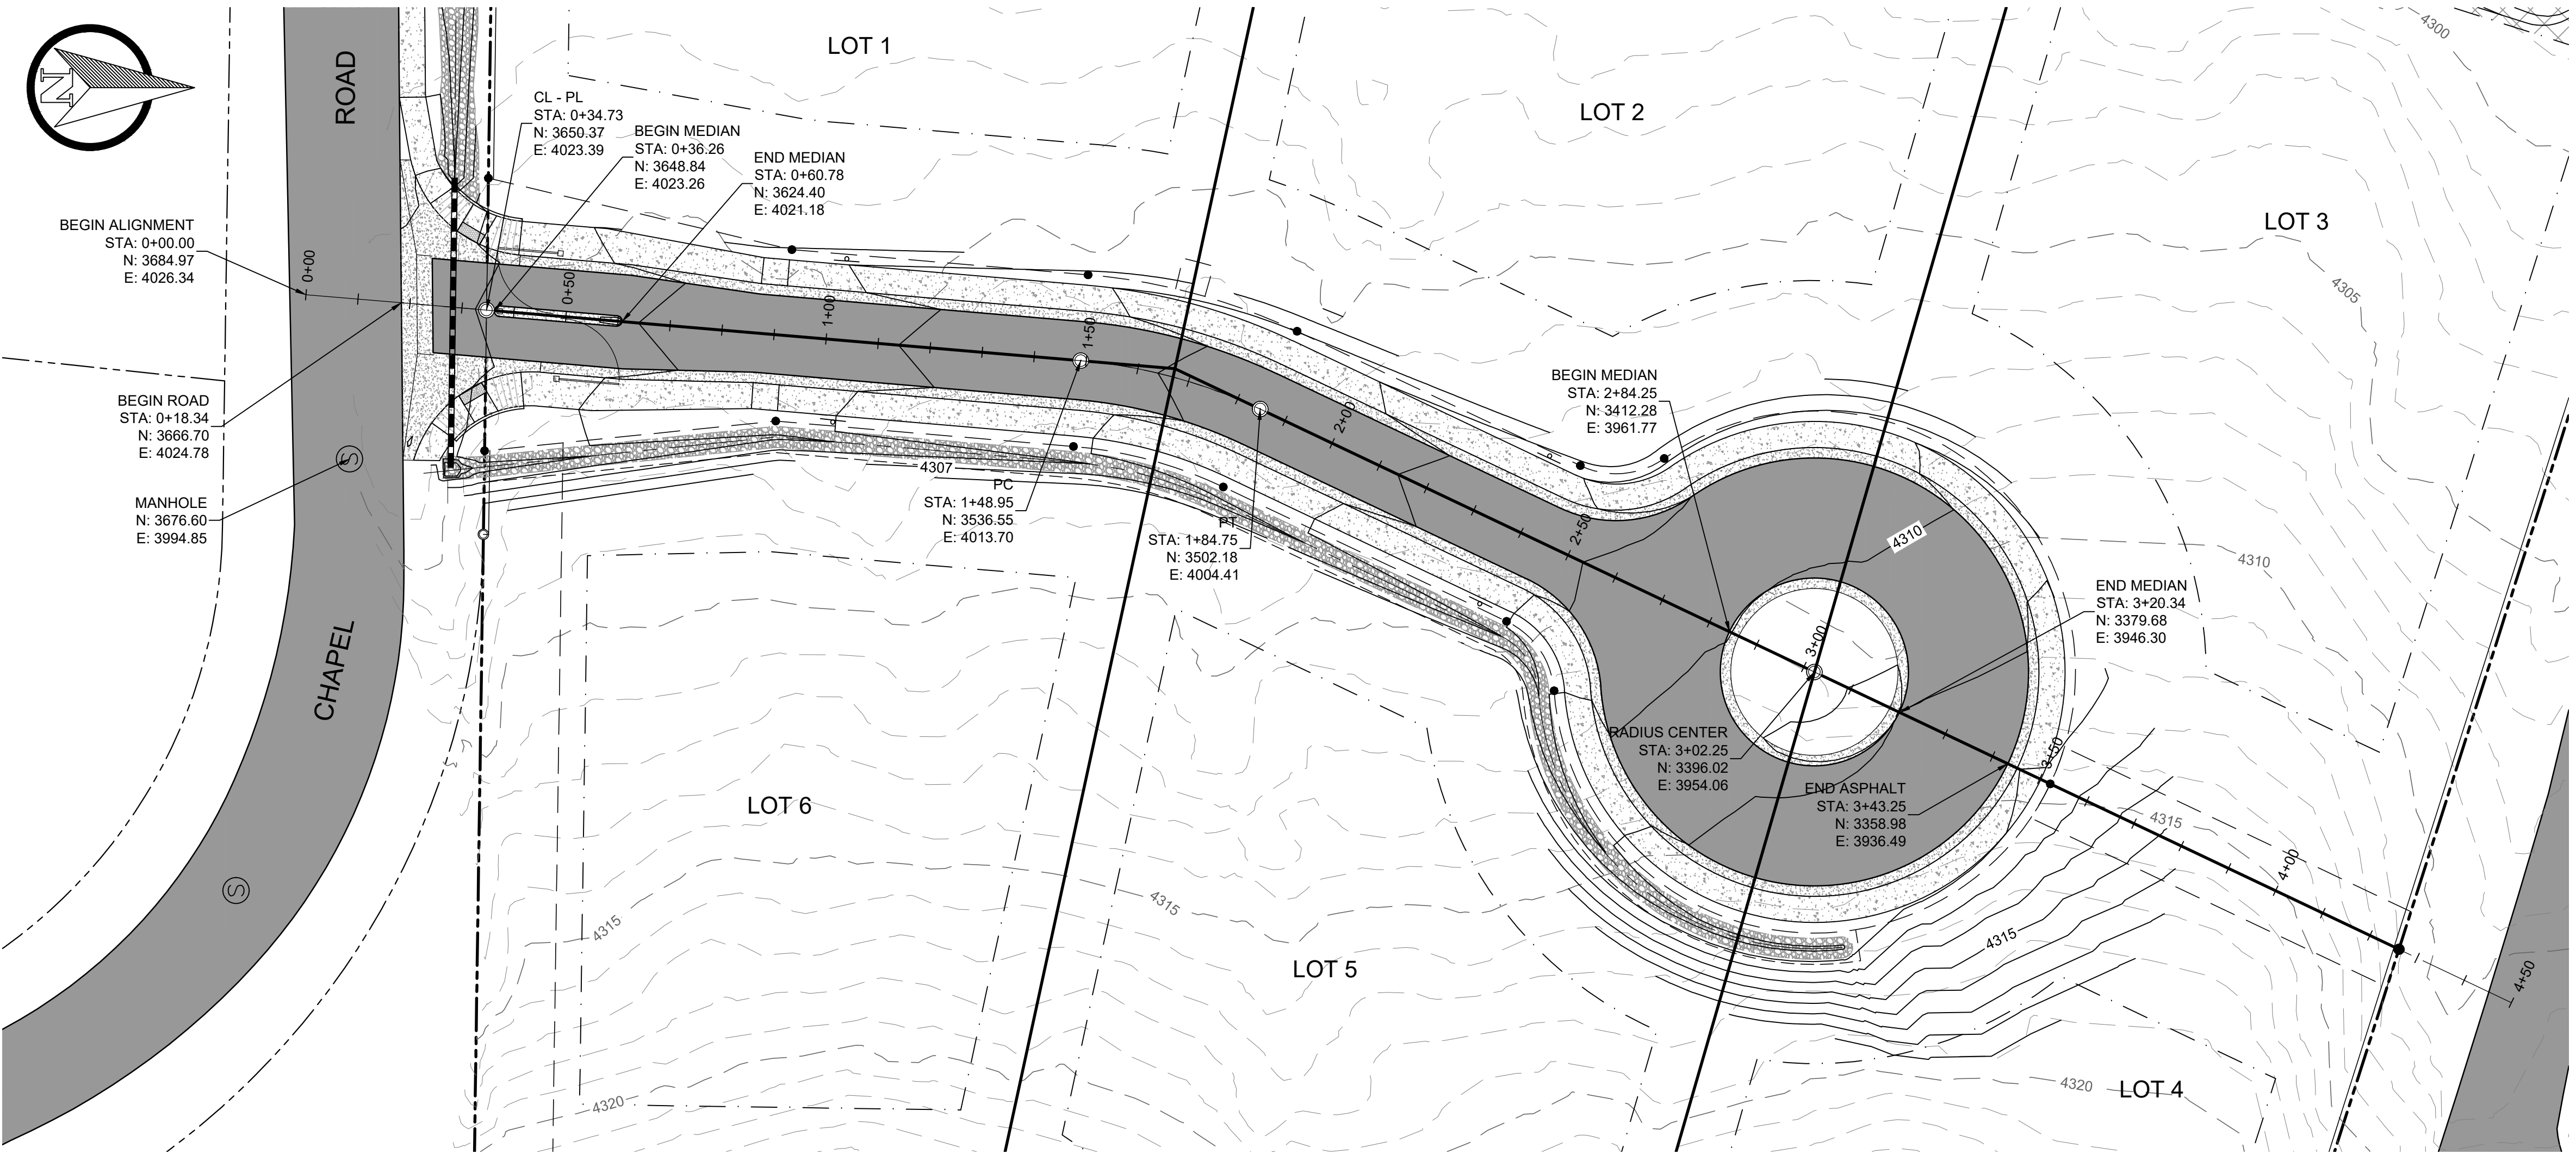 N
ROAD
CHAPEL
LOT 1
LOT 2
LOT 3
LOT 4
LOT 5
LOT 6
CL - PL
STA: 0+34.73
N: 3650.37
E: 4023.39
BEGIN MEDIAN
STA: 0+36.26
N: 3648.84
E: 4023.26
END MEDIAN
STA: 0+60.78
N: 3624.40
E: 4021.18
BEGIN ALIGNMENT
STA: 0+00.00
N: 3684.97
E: 4026.34
BEGIN ROAD
STA: 0+18.34
N: 3666.70
E: 4024.78
MANHOLE
N: 3676.60
E: 3994.85
S
S
PC
STA: 1+48.95
N: 3536.55
E: 4013.70
PT
STA: 1+84.75
N: 3502.18
E: 4004.41
BEGIN MEDIAN
STA: 2+84.25
N: 3412.28
E: 3961.77
END MEDIAN
STA: 3+20.34
N: 3379.68
E: 3946.30
RADIUS CENTER
STA: 3+02.25
N: 3396.02
E: 3954.06
END ASPHALT
STA: 3+43.25
N: 3358.98
E: 3936.49
0+00
0+50
1+00
1+50
2+00
2+50
3+00
3+50
4+00
4+50
4300
4305
4307
4310
4310
4315
4315
4315
4315
4320
4320